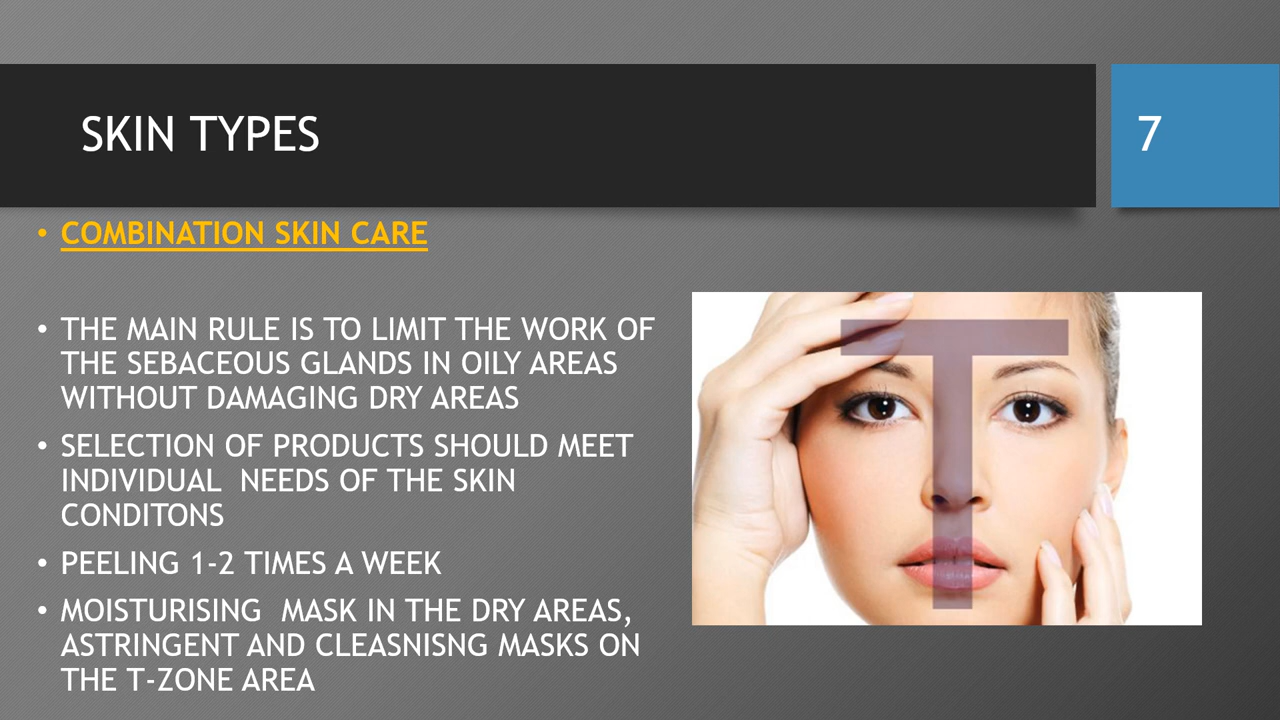 SKIN TYPES
7
• COMBINATION SKIN CARE
• THE MAIN RULE IS TO LIMIT THE WORK OF
THE SEBACEOUS GLANDS IN OILY AREAS
WITHOUT DAMAGING DRY AREAS
• SELECTION OF PRODUCTS SHOULD MEET
INDIVIDUAL  NEEDS OF THE SKIN
CONDITONS
• PEELING 1-2 TIMES A WEEK
• MOISTURISING  MASK IN THE DRY AREAS,
ASTRINGENT AND CLEASNISNG MASKS ON
THE T-ZONE AREA
T